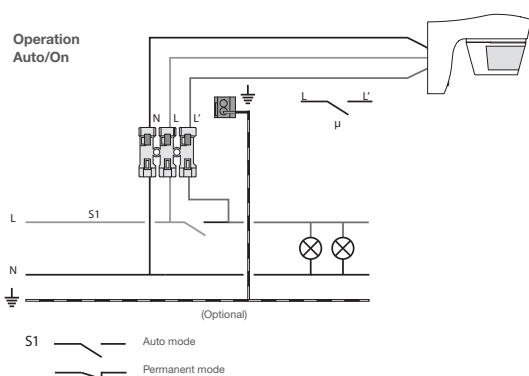 Operation
Auto/On
N L L'
L L'
μ
L S1
N
(Optional)
S1 Auto mode
Permanent mode